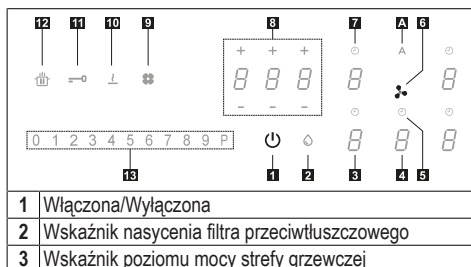 12 11 10 9 8 7 A 6
+ + +
A
8 8 8 8 8
- - -
0 1 2 3 4 5 6 7 8 9 P
8 8 8
13 1 2 3 4 5
1 Włączona/Wyłączona
2 Wskaźnik nasycenia filtra przeciwtłuszczowego
3 Wskaźnik poziomu mocy strefy grzewczej